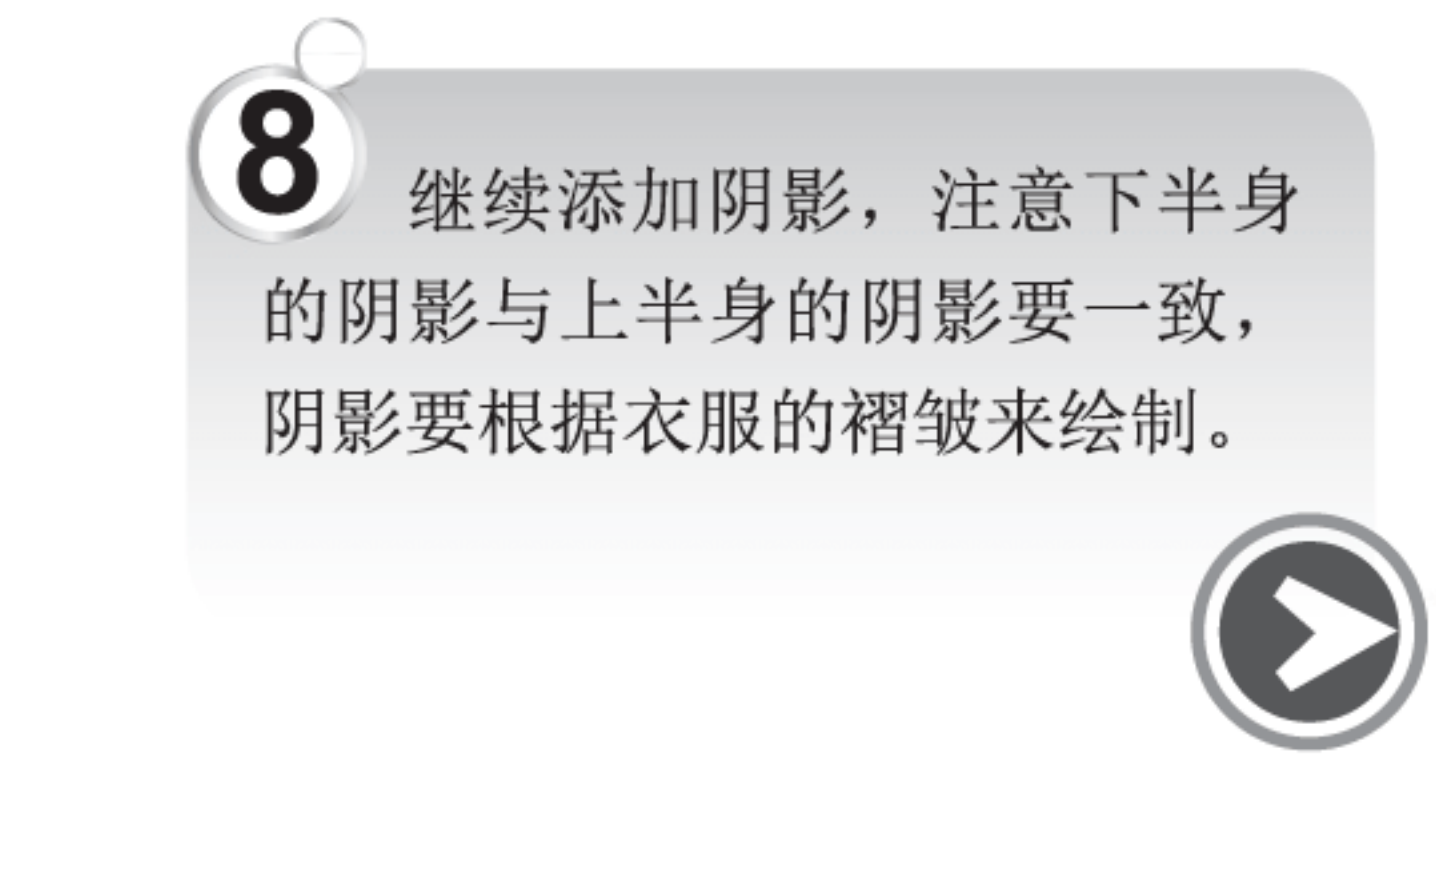 8
继续添加阴影，注意下半身
的阴影与上半身的阴影要一致，
阴影要根据衣服的褶皱来绘制。